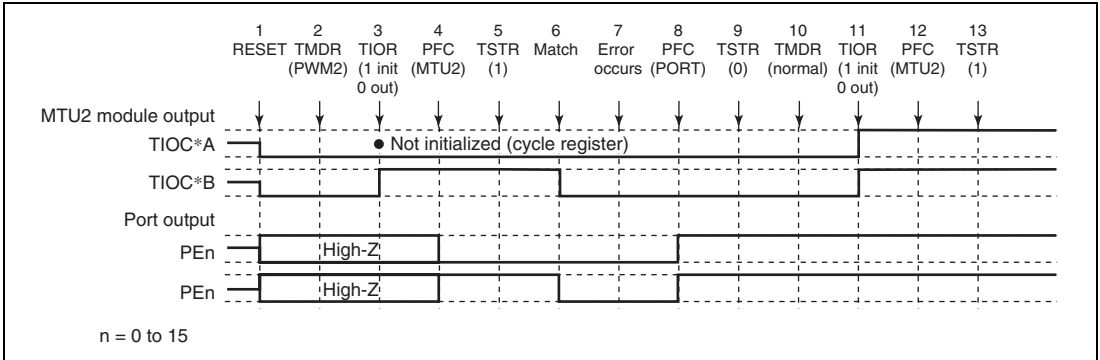 1 2 3 4 5 6 7 8 9 10 11 12 13
RESET TMDR TIOR PFC TSTR Match Error PFC TSTR TMDR TIOR PFC TSTR
(PWM2) (1 init (MTU2) (1) occurs (PORT) (0) (normal) (1 init (MTU2) (1)
0 out) 0 out)
MTU2 module output
TIOC*A
● Not initialized (cycle register)
TIOC*B
Port output
PEn
High-Z
PEn
High-Z
n = 0 to 15